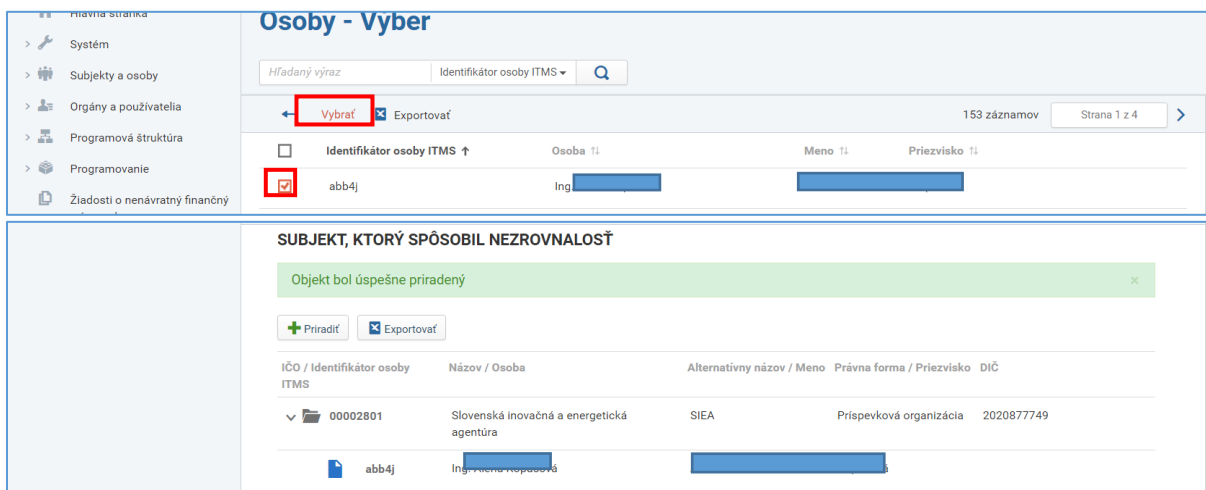 Hlavná stránka
Osoby - Výber
Systém
Hľadaný výraz
Identifikátor osoby ITMS
Subjekty a osoby
Orgány a používatelia
Vybrať
Exportovať
153 záznamov
Strana 1 z 4
Programová štruktúra
Identifikátor osoby ITMS
Osoba
Meno
Priezvisko
Programovanie
abb4j
Ing.
Žiadosti o nenávratný finančný
SUBJEKT, KTORÝ SPÔSOBIL NEZROVNALOSŤ
Objekt bol úspešne priradený
Priradiť
Exportovať
IČO / Identifikátor osoby
ITMS
Názov / Osoba
Alternatívny názov / Meno
Právna forma / Priezvisko
DIČ
00002801
Slovenská inovačná a energetická
agentúra
SIEA
Príspevková organizácia
2020877749
abb4j
Ing.